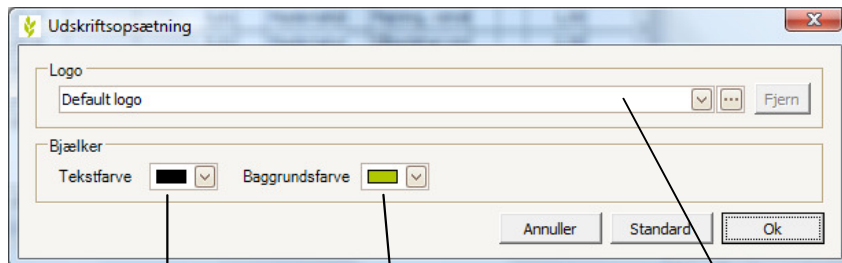 Udskriftsopsætning
Logo
Default logo
Fjern
Bjælker
Tekstfarve Baggrundsfarve
Annuller Standard Ok